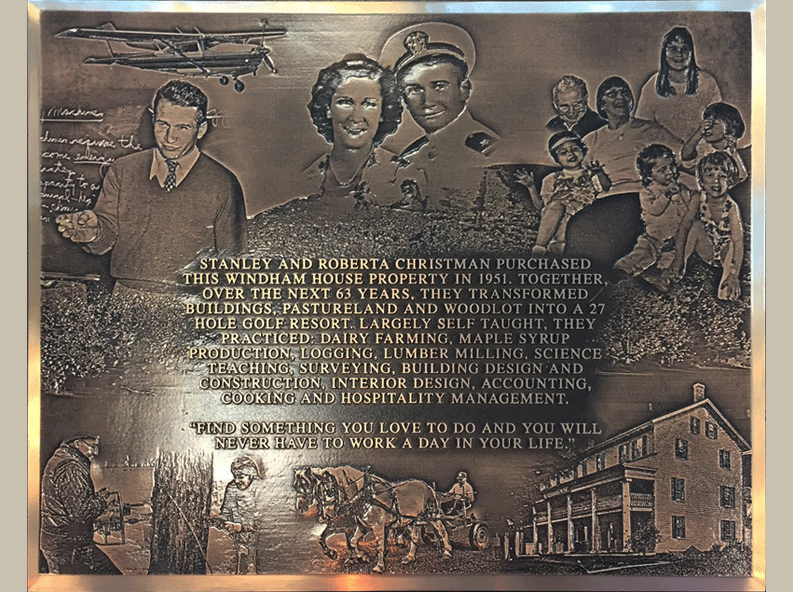 Machines
STANLEY AND ROBERTA CHRISTMAN PURCHASED
THIS WINDHAM HOUSE PROPERTY IN 1951. TOGETHER,
OVER THE NEXT 63 YEARS, THEY TRANSFORMED
BUILDINGS, PASTURELAND AND WOODLOT INTO A 27
HOLE GOLF RESORT. LARGELY SELF TAUGHT, THEY
PRACTICED: DAIRY FARMING, MAPLE SYRUP
PRODUCTION, LOGGING, LUMBER MILLING, SCIENCE
TEACHING, SURVEYING, BUILDING DESIGN AND
CONSTRUCTION, INTERIOR DESIGN, ACCOUNTING,
COOKING AND HOSPITALITY MANAGEMENT.
"FIND SOMETHING YOU LOVE TO DO AND YOU WILL
NEVER HAVE TO WORK A DAY IN YOUR LIFE."